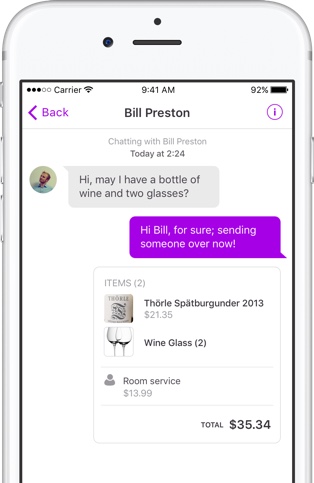 Carrier 9:41 AM 92%
Back Bill Preston i
Chatting with Bill Preston
Today at 2:24
Hi, may I have a bottle of
wine and two glasses?
Hi Bill, for sure; sending
someone over now!
ITEMS (2)
THÖRLE
Thörle Spätburgunder 2013
$21.35
Wine Glass (2)
Room service
$13.99
TOTAL $35.34